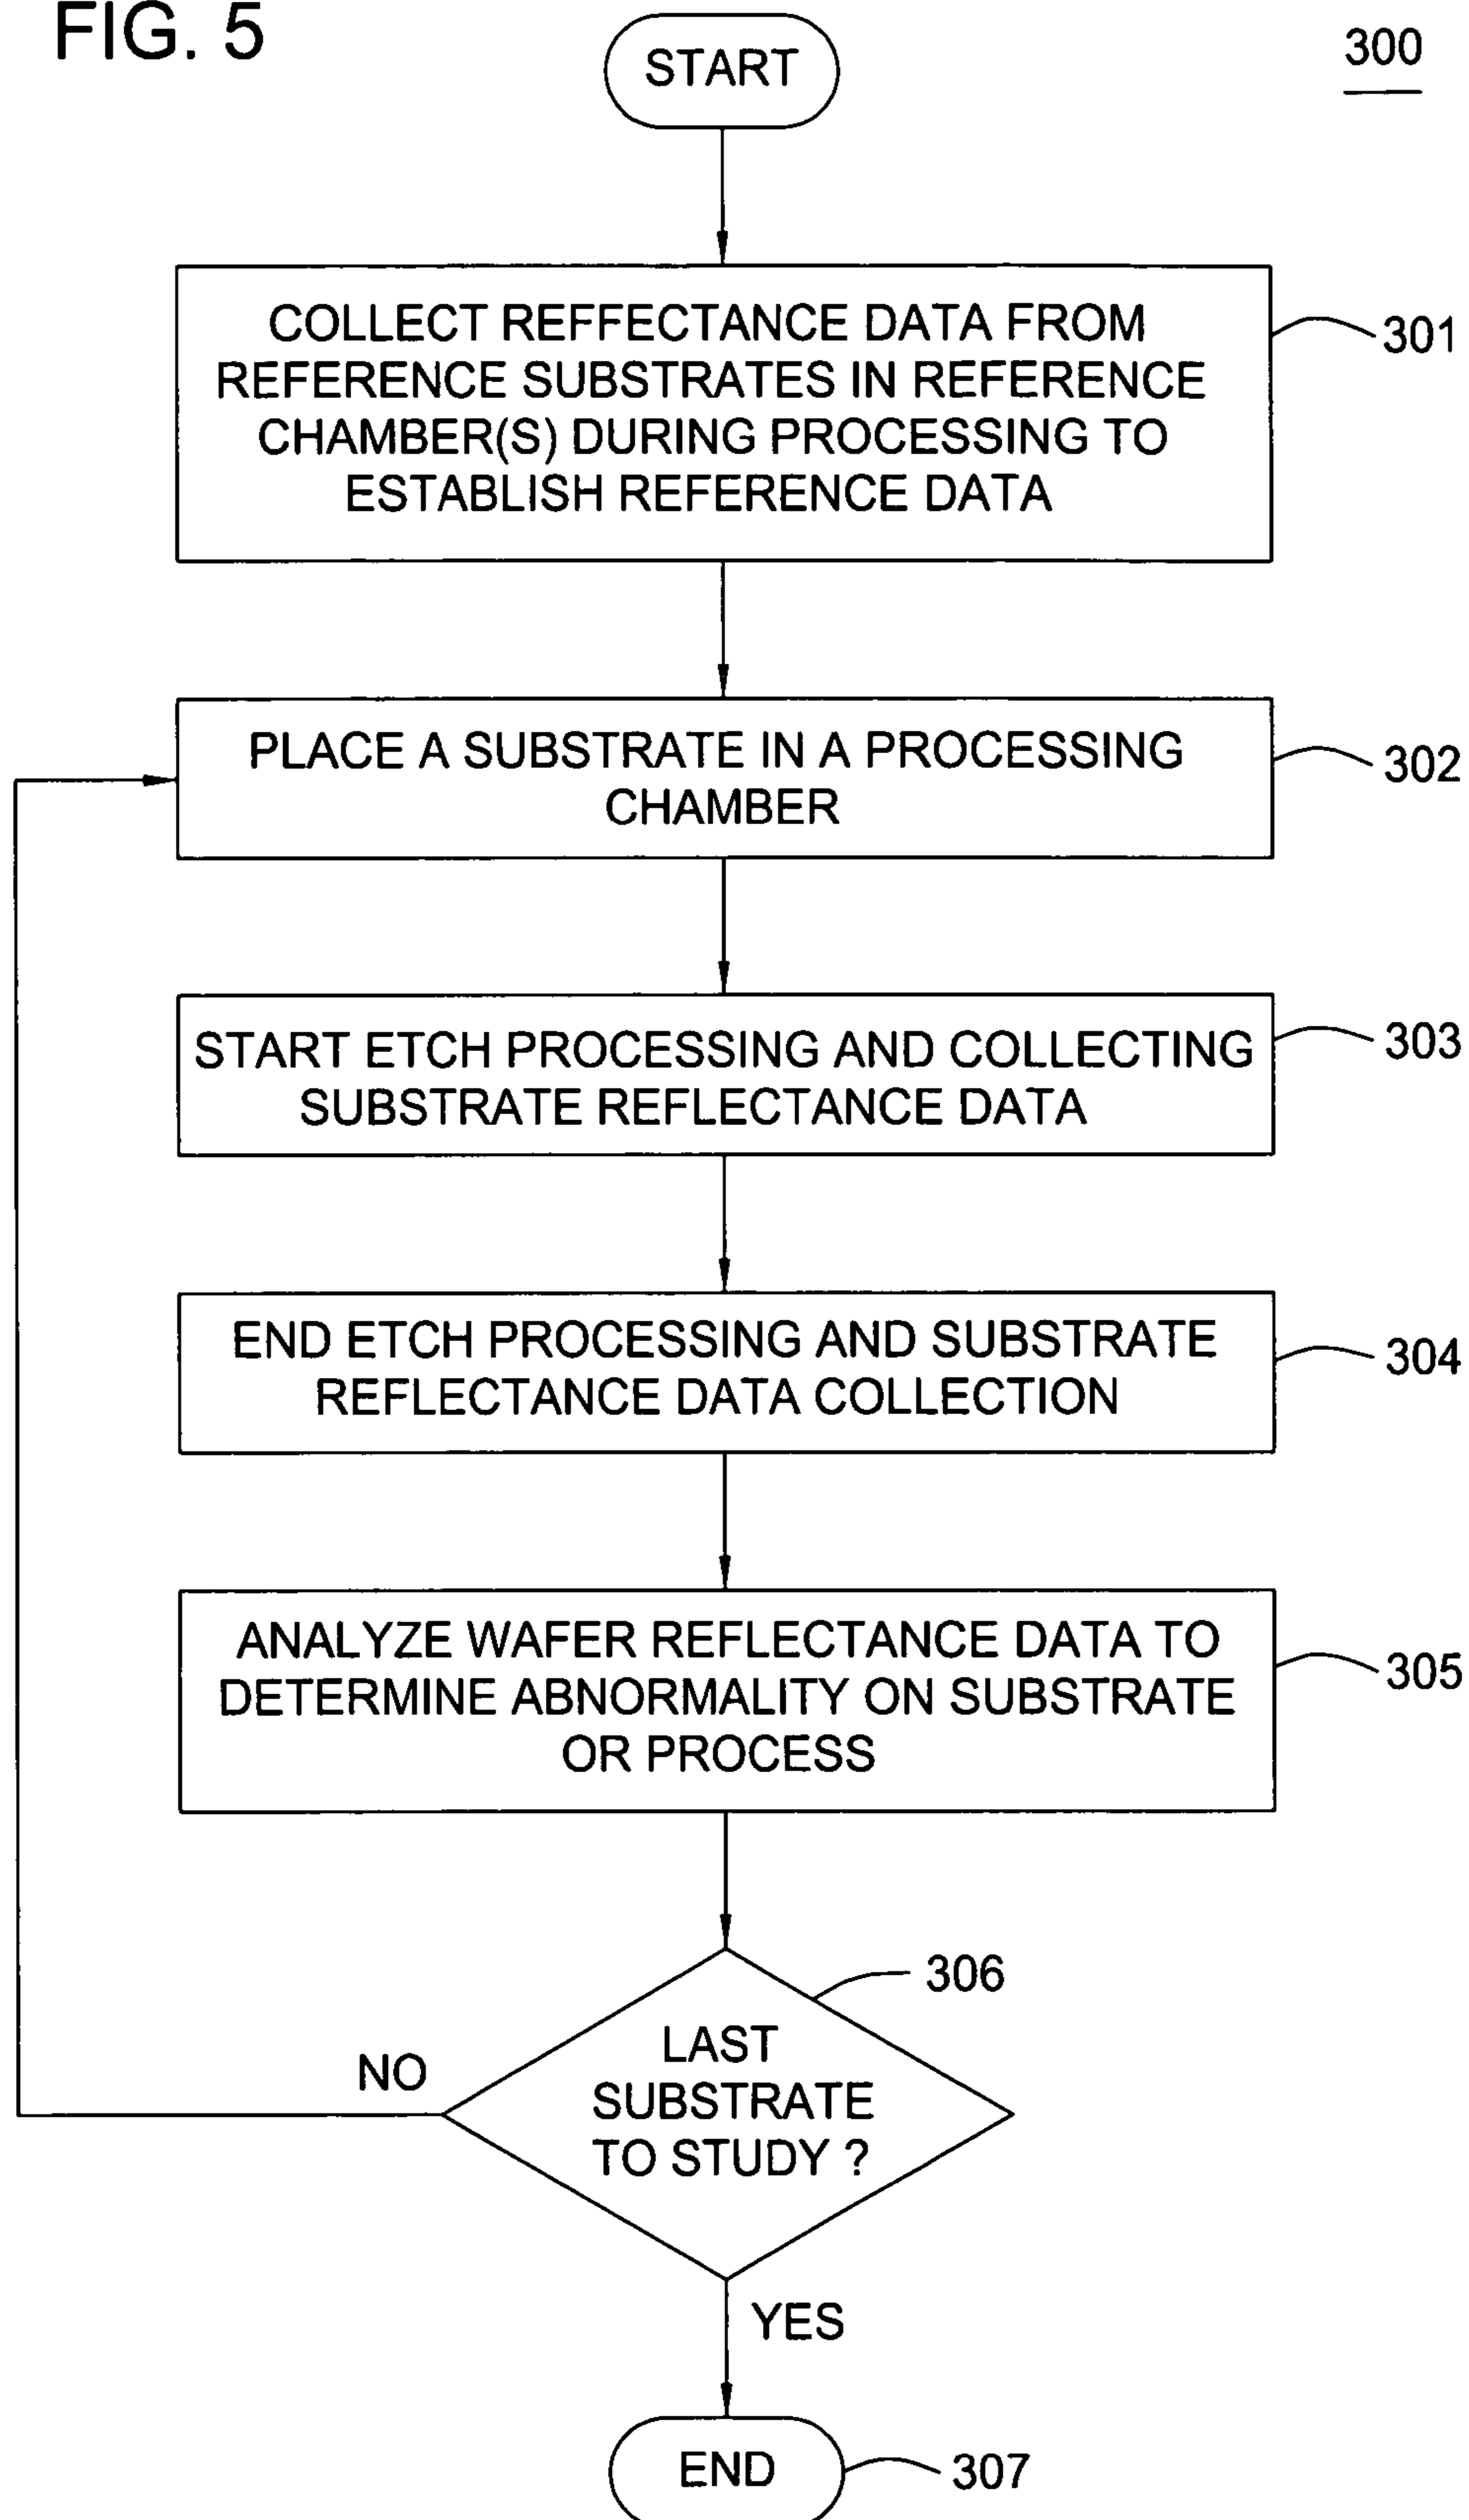 FIG. 5
START
300
COLLECT REFFECTANCE DATA FROM
REFERENCE SUBSTRATES IN REFERENCE
CHAMBER(S) DURING PROCESSING TO
ESTABLISH REFERENCE DATA
301
PLACE A SUBSTRATE IN A PROCESSING
CHAMBER
302
START ETCH PROCESSING AND COLLECTING
SUBSTRATE REFLECTANCE DATA
303
END ETCH PROCESSING AND SUBSTRATE
REFLECTANCE DATA COLLECTION
304
ANALYZE WAFER REFLECTANCE DATA TO
DETERMINE ABNORMALITY ON SUBSTRATE
OR PROCESS
305
306
LAST
SUBSTRATE
TO STUDY ?
NO
YES
END
307